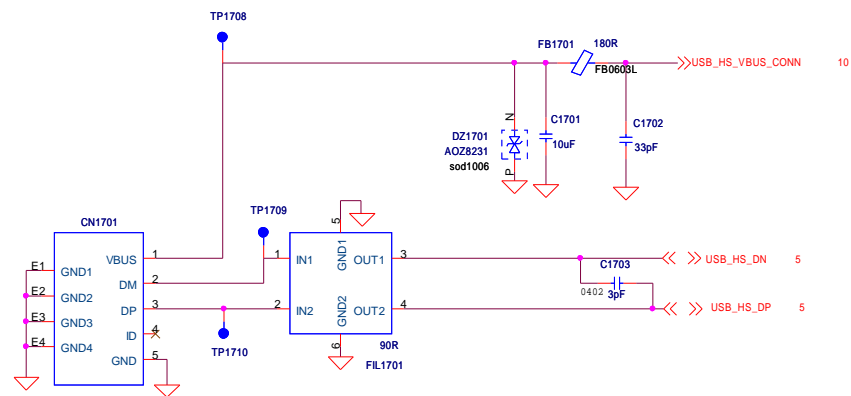 TP1708
FB1701
180R
FB0603L
USB_HS_VBUS_CONN
10
N
DZ1701
AOZ8231
sod1006
P
C1701
10uF
C1702
33pF
TP1709
CN1701
VBUS
1
DM
2
DP
3
ID
4
GND
5
E1
GND1
E2
GND2
E3
GND3
E4
GND4
TP1710
5
GND1
1
IN1
OUT1
3
2
IN2
OUT2
4
GND2
6
90R
FIL1701
USB_HS_DN
5
C1703
0402
3pF
USB_HS_DP
5